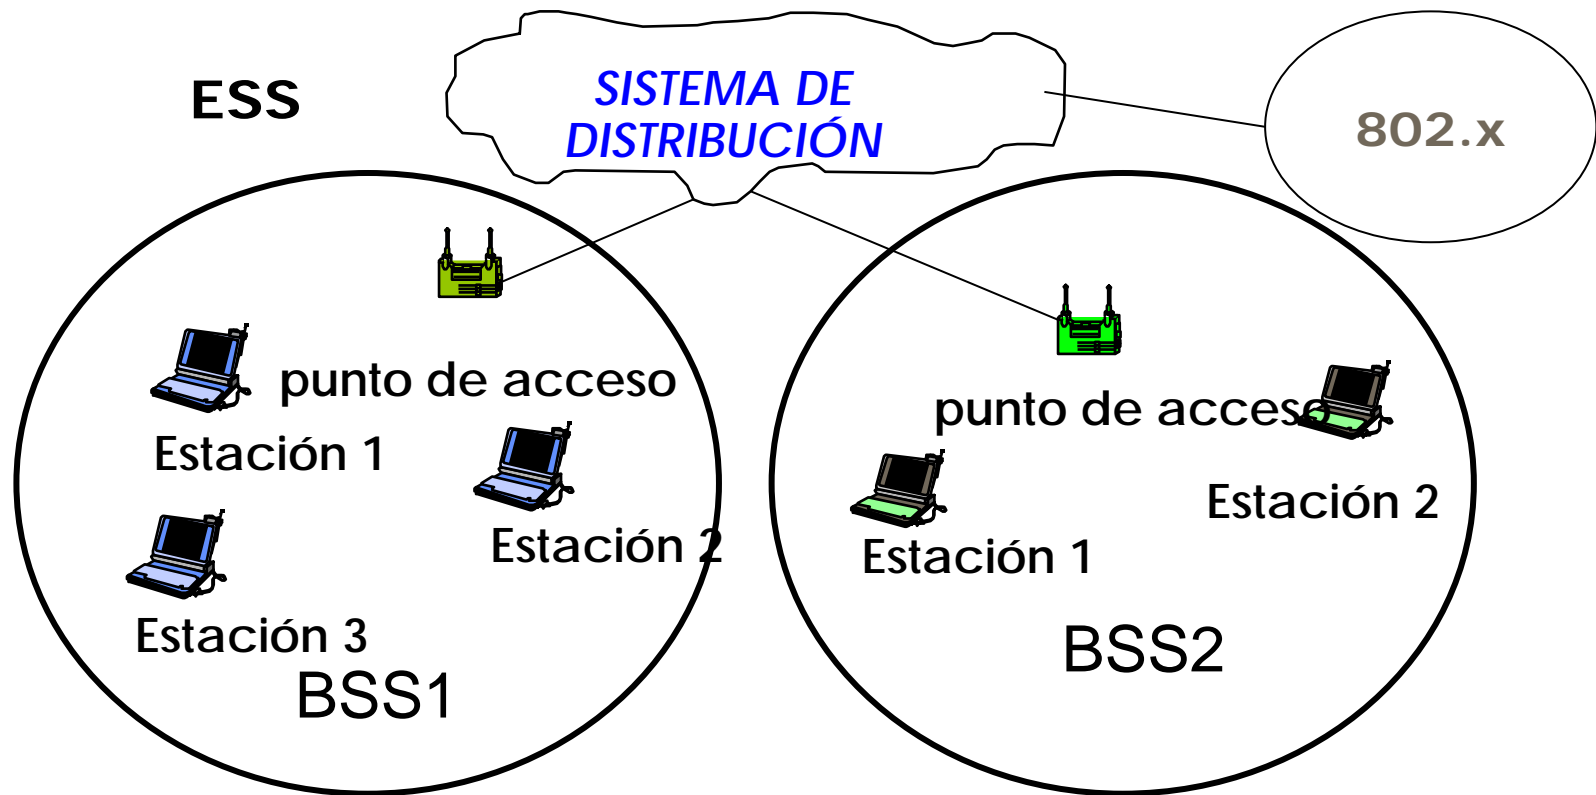 ESS
SISTEMA DE
DISTRIBUCIÓN
802.x
punto de acceso
Estación 1
Estación 2
Estación 3
BSS1
punto de acceso
Estación 2
Estación 1
BSS2